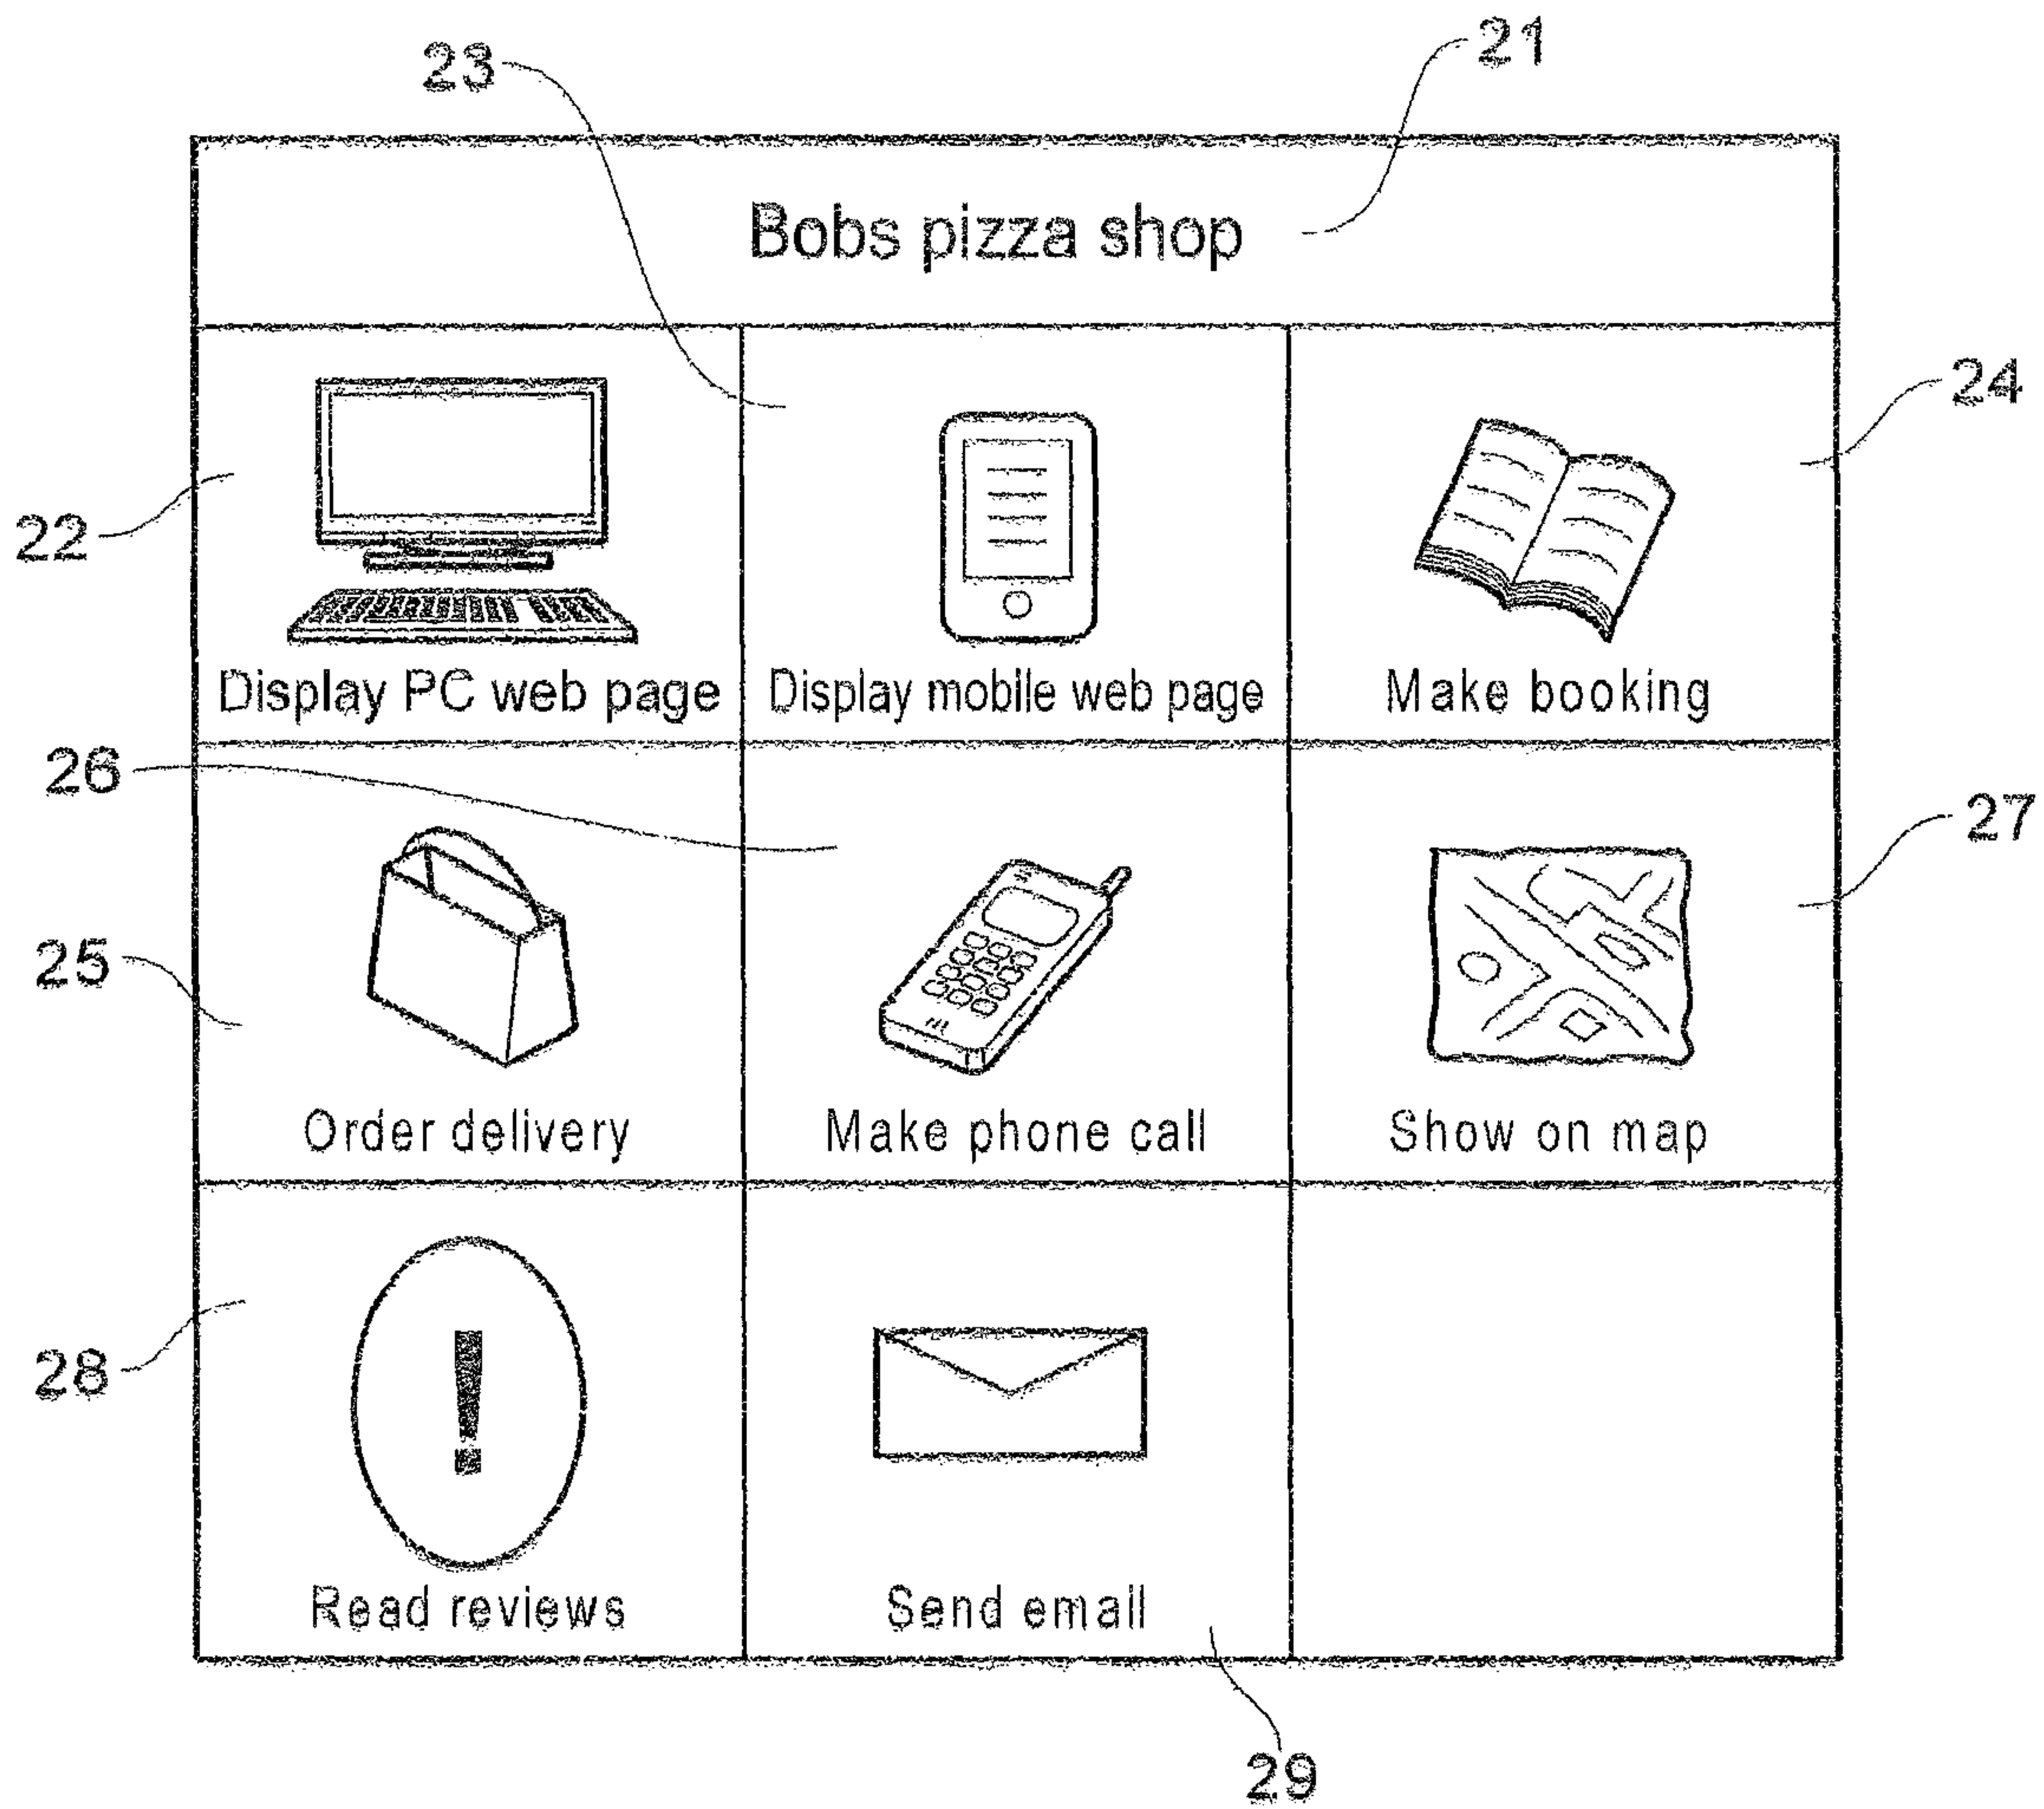 23
21
Bobs pizza shop
24
22
Display PC web page
Display mobile web page
Make booking
26
27
25
Order delivery
Make phone call
Show on map
28
!
Read reviews
Send email
29